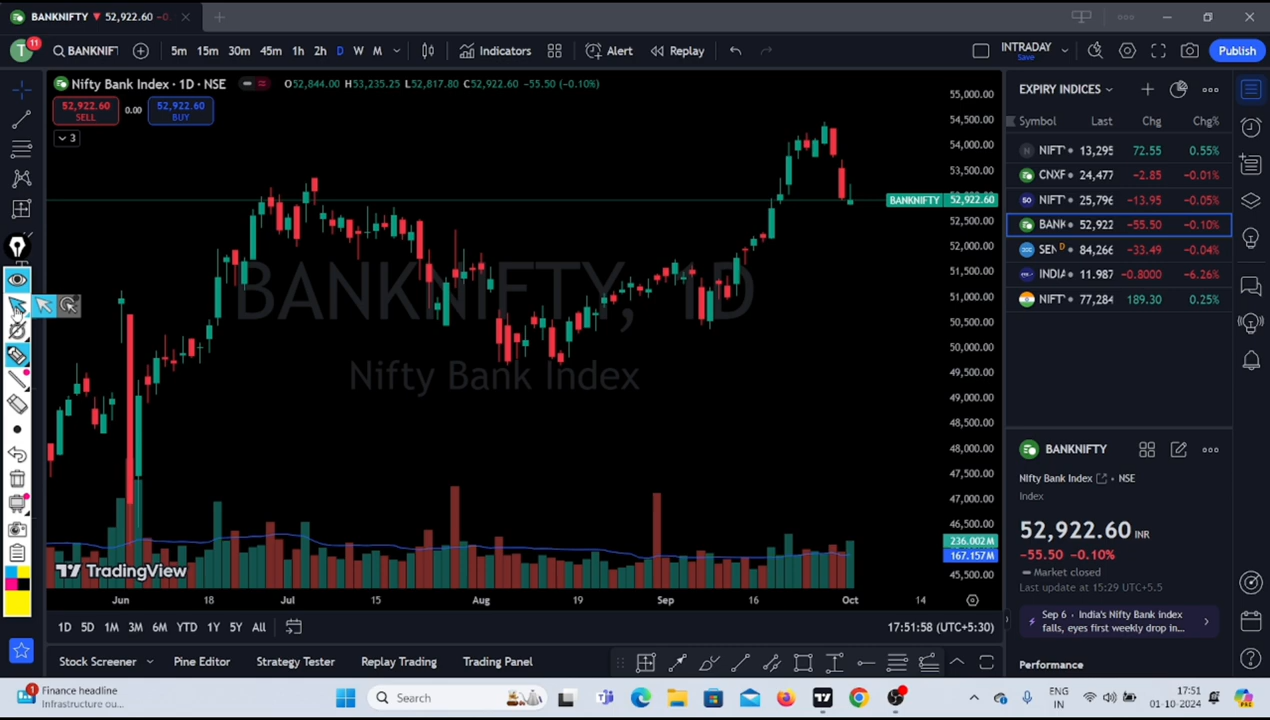 BANKNIFTY ▼ 52,922.60 −0.
T 11 BANKNIFT 5m 15m 30m 45m 1h 2h D W M Indicators Alert Replay INTRADAY Save Publish
Nifty Bank Index · 1D · NSE O52,844.00 H53,235.25 L52,817.80 C52,922.60 −55.50 (−0.10%)
52,922.60 SELL 0.00 52,922.60 BUY
3
BANKNIFTY, 1D
Nifty Bank Index
55,000.00
54,500.00
54,000.00
53,500.00
BANKNIFTY 52,922.60
52,500.00
52,000.00
51,500.00
51,000.00
50,500.00
50,000.00
49,500.00
49,000.00
48,500.00
48,000.00
47,500.00
47,000.00
46,500.00
236.002M
167.157M
45,500.00
TradingView
Jun 18 Jul 15 Aug 19 Sep 16 Oct 14
1D 5D 1M 3M 6M YTD 1Y 5Y All 17:51:58 (UTC+5:30)
Stock Screener Pine Editor Strategy Tester Replay Trading Trading Panel
EXPIRY INDICES
Symbol Last Chg Chg%
NIFT 13,295 72.55 0.55%
CNXF 24,477 −2.85 −0.01%
NIFT 25,796 −13.95 −0.05%
BANK 52,922 −55.50 −0.10%
SEN D 84,266 −33.49 −0.04%
INDIA 11.987 −0.8000 −6.26%
NIFT 77,284 189.30 0.25%
BANKNIFTY
Nifty Bank Index • NSE
Index
52,922.60 INR
−55.50 −0.10%
Market closed
Last update at 15:29 UTC+5.5
Sep 6 · India's Nifty Bank index
falls, eyes first weekly drop in...
Performance
1 Finance headline
Infrastructure ou...
Search
ENG
IN
17:51
01-10-2024